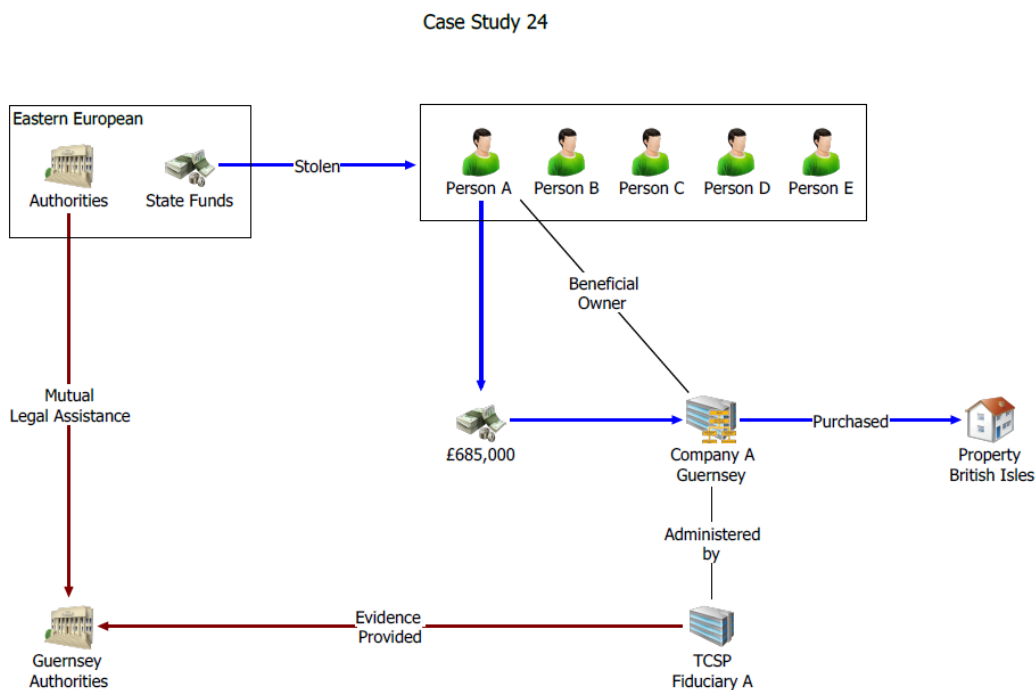 Case Study 24
Eastern European
Authorities
State Funds
Stolen
Person A
Person B
Person C
Person D
Person E
Beneficial
Owner
Mutual
Legal Assistance
£685,000
Company A
Guernsey
Purchased
Property
British Isles
Administered
by
Evidence
Provided
Guernsey
Authorities
TCSP
Fiduciary A